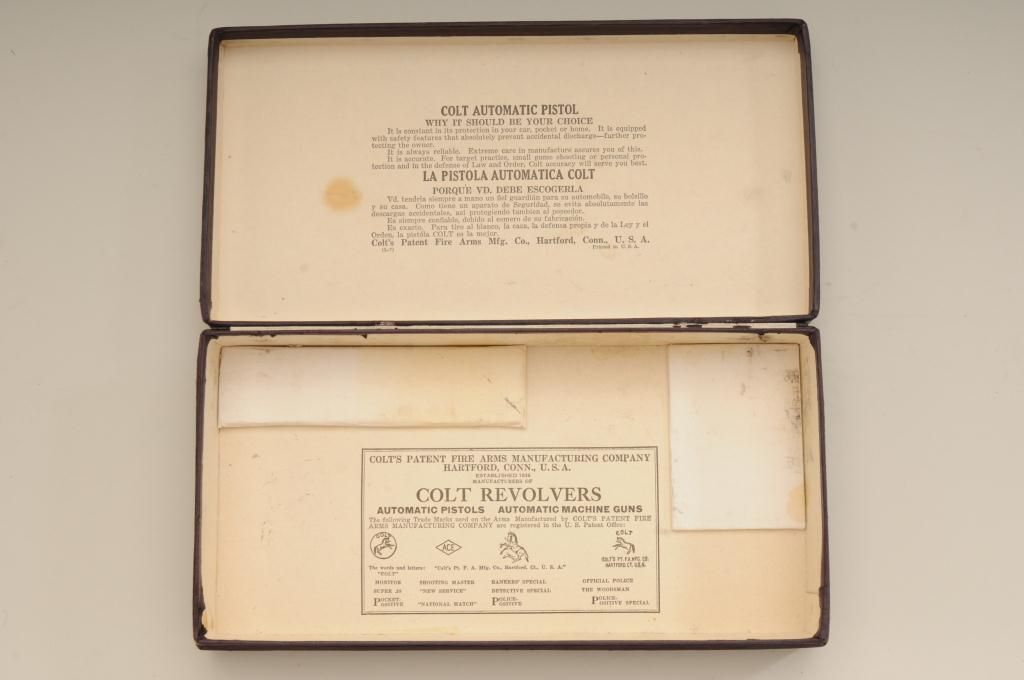 COLT AUTOMATIC PISTOL
WHY IT SHOULD BE YOUR CHOICE
It is constant in its protection in your car, pocket or home. It is equipped
with safety features that absolutely prevent accidental discharge—further pro-
tecting the owner.
It is always reliable. Extreme care in manufacture assures you of this.
It is accurate. For target practice, small game shooting or personal pro-
tection and in the defense of Law and Order, Colt accuracy will serve you best.
LA PISTOLA AUTOMATICA COLT
PORQUE VD. DEBE ESCOGERLA
Vd. tendría siempre a mano un fiel guardián para su automobile, su bolsillo
y su casa. Como tiene un aparato de Seguridad, se evita absolutamente las
descargas accidentales, asi protegiendo tambien al poseedor.
Es siempre confiable, debido al esmero de su fabricación.
Es exacto. Para tiro al blanco, la caza, la defensa propia y de la Ley y el
Orden, la pistóla COLT es la mejor.
Colt's Patent Fire Arms Mfg. Co., Hartford, Conn., U. S. A.
Printed in U. S. A.
COLT'S PATENT FIRE ARMS MANUFACTURING COMPANY
HARTFORD, CONN., U. S. A.
ESTABLISHED 1836
MANUFACTURERS OF
COLT REVOLVERS
AUTOMATIC PISTOLS AUTOMATIC MACHINE GUNS
The following Trade Marks used on the Arms Manufactured by COLT'S PATENT FIRE
ARMS MANUFACTURING COMPANY are registered in the U. S. Patent Office:
COLT ACE COLT
COLT'S PT. F.A. MFG. CO.
HARTFORD. CT. U.S.A.
The words and letters: "Colt's Pt. F. A. Mfg. Co., Hartford, Ct., U. S. A."
"COLT"
MONITOR SHOOTING MASTER BANKERS' SPECIAL OFFICIAL POLICE
SUPER .38 "NEW SERVICE" DETECTIVE SPECIAL THE WOODSMAN
POCKET-POSITIVE "NATIONAL MATCH" POLICE-POSITIVE POLICE-POSITIVE SPECIAL